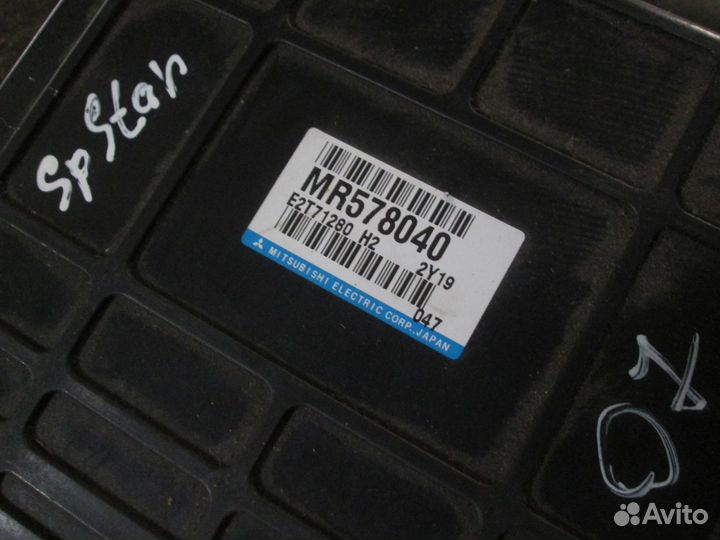 Sp Star
MR578040
E2T71280 H2 2Y19
047
MITSUBISHI ELECTRIC CORP., JAPAN
07
Avito